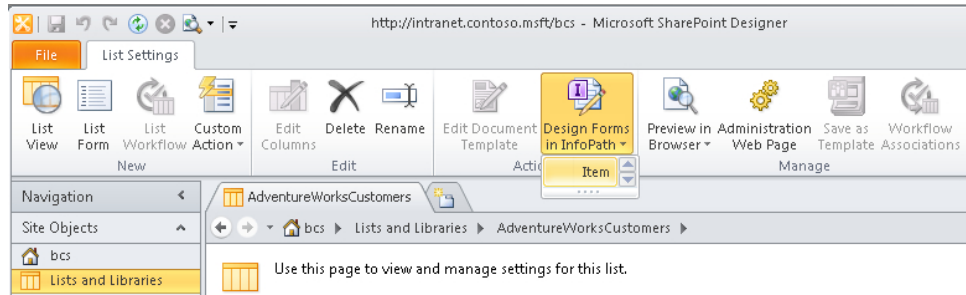 http://intranet.contoso.msft/bcs - Microsoft SharePoint Designer
File List Settings
List View
List Form
List Workflow
Custom Action
Edit Columns
Delete
Rename
Edit Document Template
Design Forms in InfoPath
Preview in Browser
Administration Web Page
Save as Template
Workflow Associations
New
Edit
Actio
Manage
Item
Navigation
AdventureWorksCustomers
Site Objects
bcs Lists and Libraries AdventureWorksCustomers
bcs
Lists and Libraries
Use this page to view and manage settings for this list.